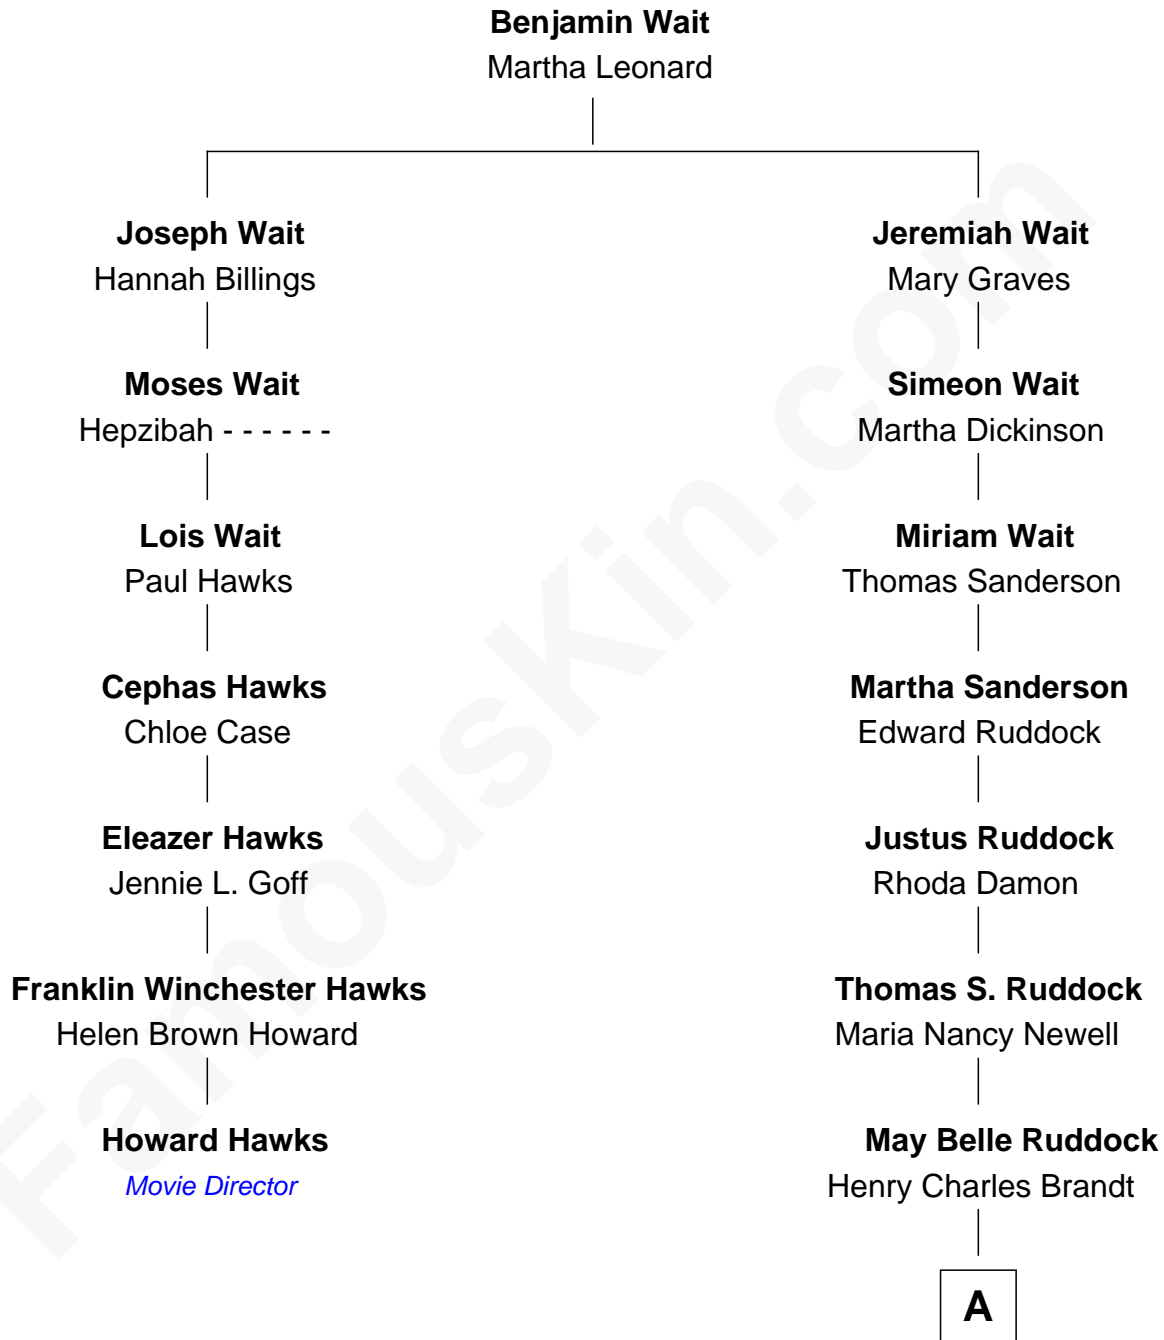 Benjamin Wait
Martha Leonard
Joseph Wait
Hannah Billings
Moses Wait
Hepzibah - - - - - -
Lois Wait
Paul Hawks
Cephas Hawks
Chloe Case
Eleazer Hawks
Jennie L. Goff
Franklin Winchester Hawks
Helen Brown Howard
Howard Hawks
Movie Director
Jeremiah Wait
Mary Graves
Simeon Wait
Martha Dickinson
Miriam Wait
Thomas Sanderson
Martha Sanderson
Edward Ruddock
Justus Ruddock
Rhoda Damon
Thomas S. Ruddock
Maria Nancy Newell
May Belle Ruddock
Henry Charles Brandt
A
FamousKin.com